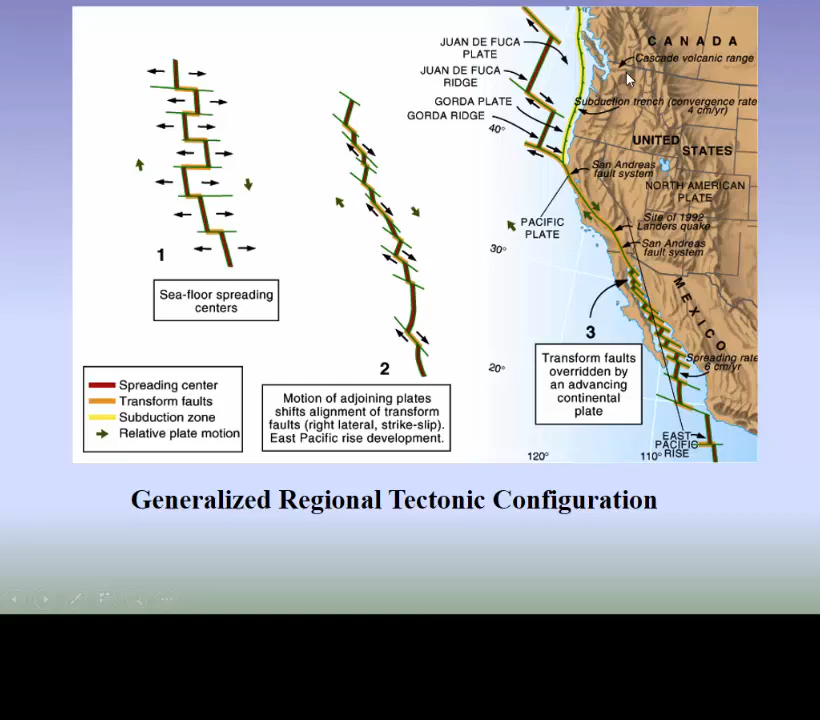 1
Sea-floor spreading
centers
Spreading center
Transform faults
Subduction zone
Relative plate motion
2
Motion of adjoining plates
shifts alignment of transform
faults (right lateral, strike-slip).
East Pacific rise development.
CANADA
Cascade volcanic range
JUAN DE FUCA
PLATE
JUAN DE FUCA
RIDGE
GORDA PLATE
GORDA RIDGE
Subduction trench (convergence rate
4 cm/yr)
40°
UNITED
STATES
San Andreas
fault system
NORTH AMERICAN
PLATE
PACIFIC
PLATE
Site of 1992
Landers quake
San Andreas
fault system
30°
MEXICO
3
Transform faults
overridden by
an advancing
continental
plate
Spreading rate
6 cm/yr
20°
EAST
PACIFIC
RISE
120°
110°
Generalized Regional Tectonic Configuration